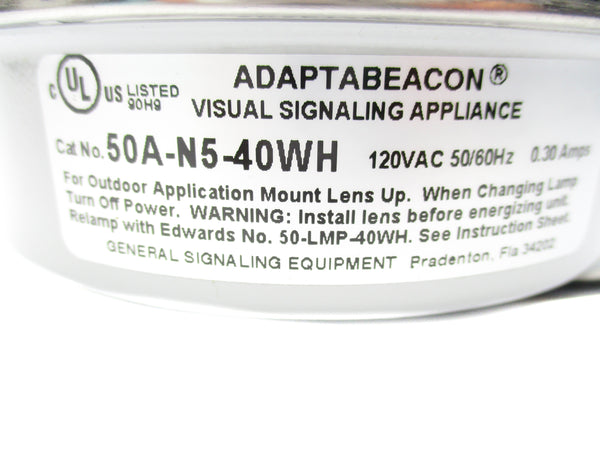 C UL US LISTED 90H9
ADAPTABEACON®
VISUAL SIGNALING APPLIANCE
Cat No. 50A-N5-40WH 120VAC 50/60Hz 0.30 Amps
For Outdoor Application Mount Lens Up. When Changing Lamp
Turn Off Power. WARNING: Install lens before energizing unit.
Relamp with Edwards No. 50-LMP-40WH. See Instruction Sheet.
GENERAL SIGNALING EQUIPMENT Pradenton, Fla 34202